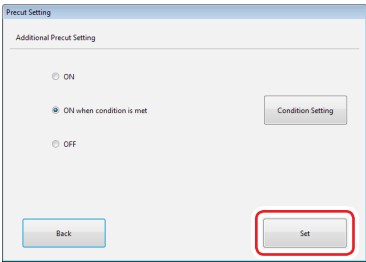 Precut Setting
Additional Precut Setting
ON
ON when condition is met
Condition Setting
OFF
Back
Set